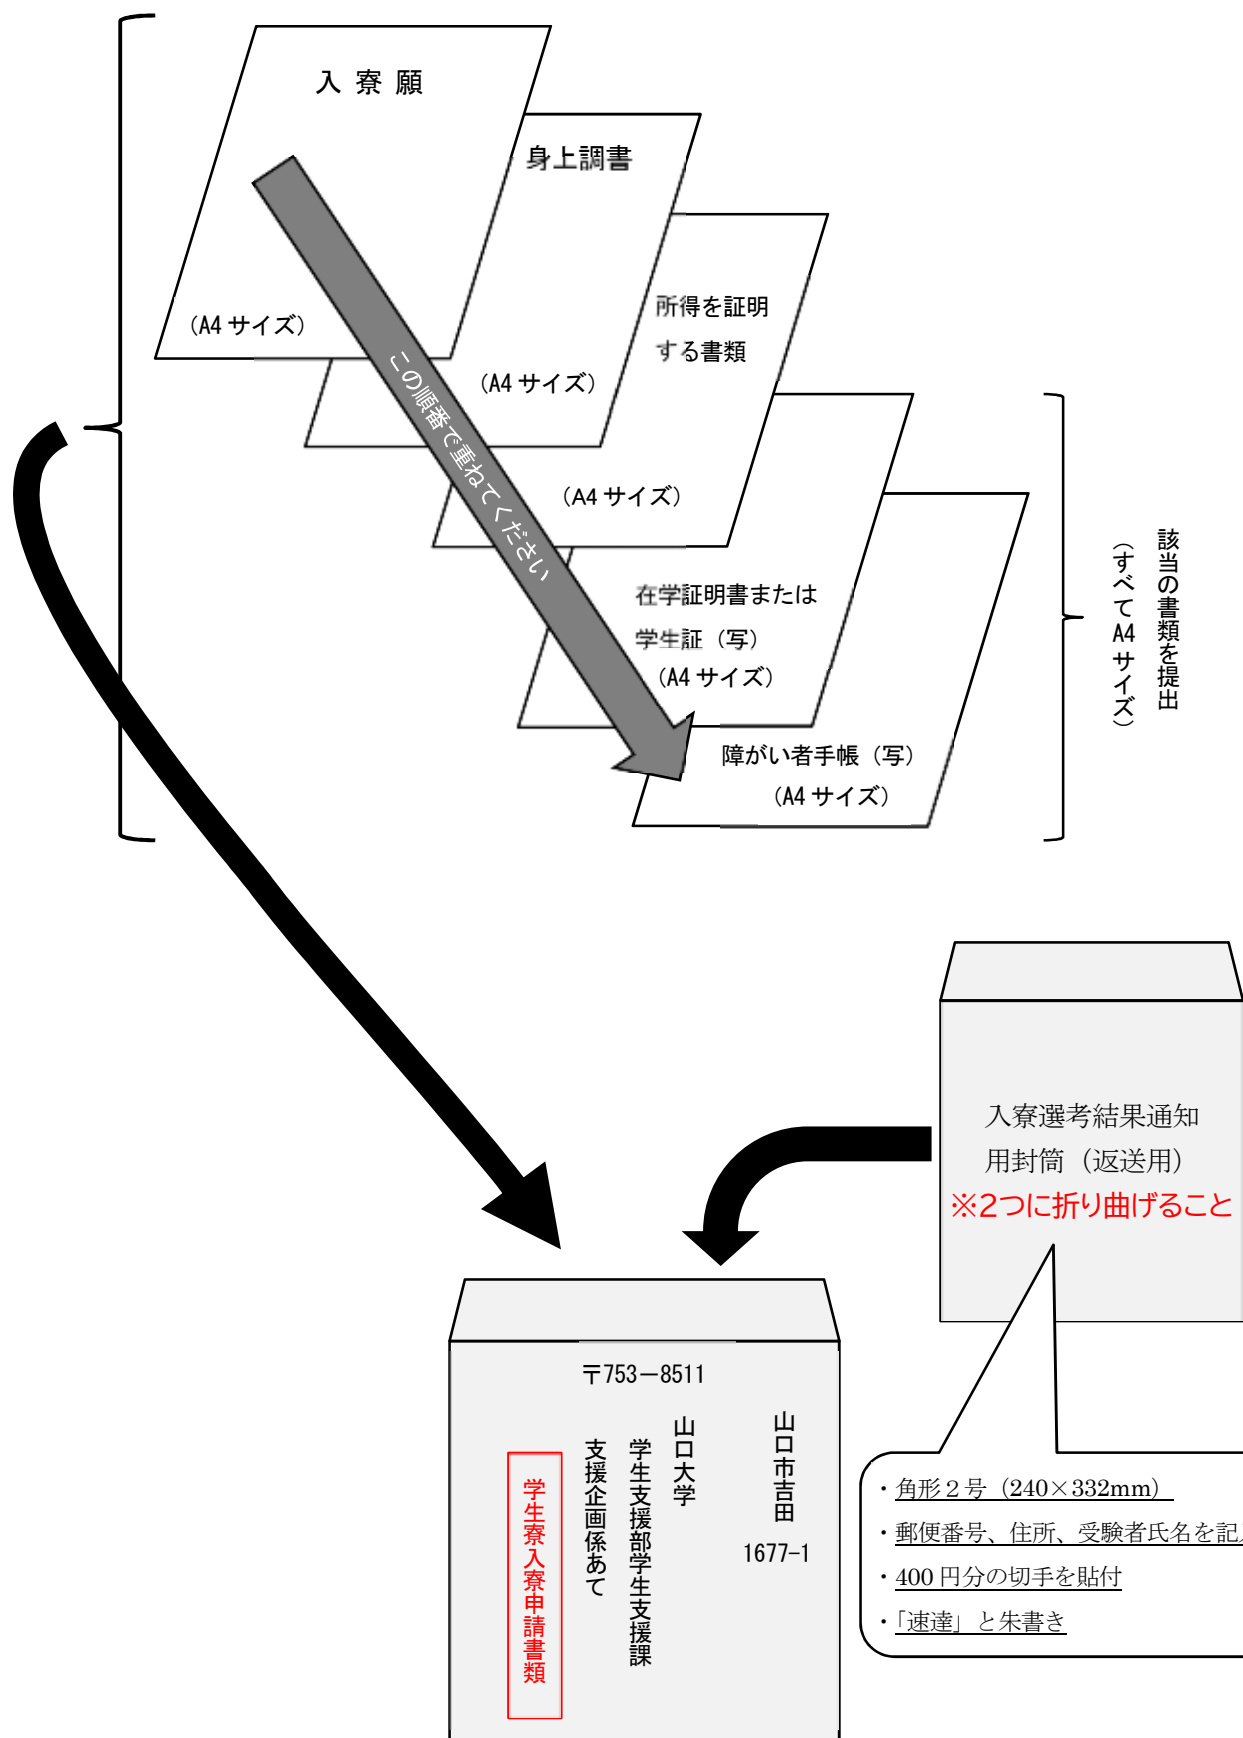 入 寮 願
(A4 サイズ)
身上調書
(A4 サイズ)
所得を証明
する書類
(A4 サイズ)
在学証明書または
学生証（写）
(A4 サイズ)
障がい者手帳（写）
(A4 サイズ)
この順番で重ねてください
該当の書類を提出
（すべて A4 サイズ）
入寮選考結果通知
用封筒（返送用）
※2つに折り曲げること
・角形２号（240×332mm）
・郵便番号、住所、受験者氏名を記
・400 円分の切手を貼付
・「速達」と朱書き
〒753－8511
山口市吉田
1677-1
山口大学
学生支援部学生支援課
支援企画係あて
学生寮入寮申請書類